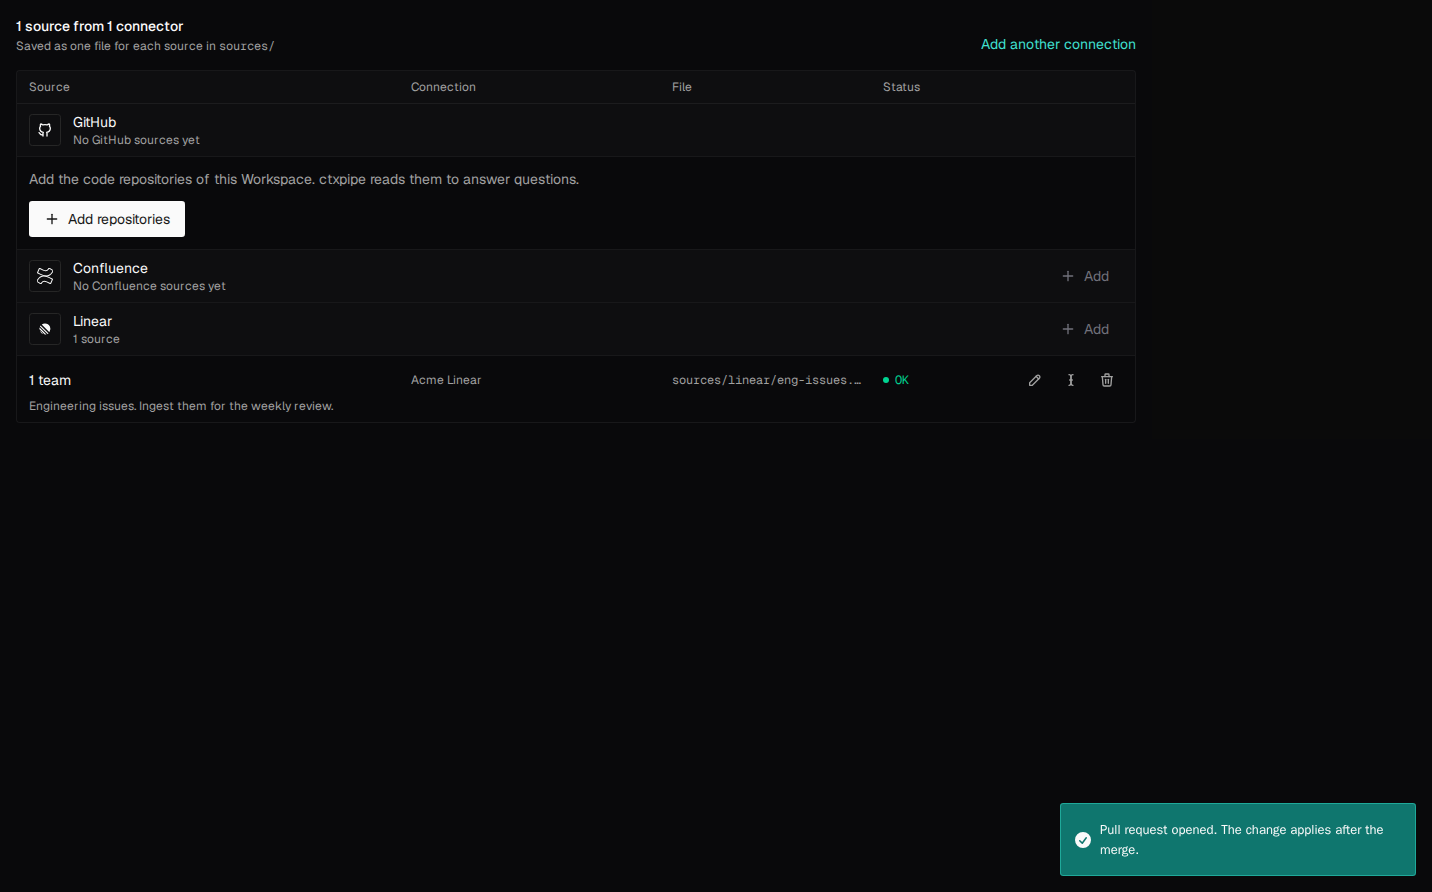 1 source from 1 connector
Saved as one file for each source in sources/
Add another connection
Source Connection File Status
GitHub
No GitHub sources yet
Add the code repositories of this Workspace. ctxpipe reads them to answer questions.
Add repositories
Confluence
No Confluence sources yet
Add
Linear
1 source
Add
1 team Acme Linear sources/linear/eng-issues.… OK
Engineering issues. Ingest them for the weekly review.
Pull request opened. The change applies after the
merge.